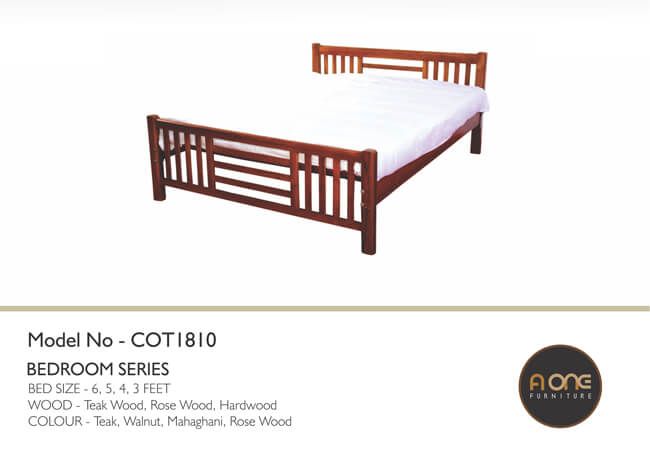 Model No - COT1810
BEDROOM SERIES
BED SIZE - 6, 5, 4, 3 FEET
WOOD - Teak Wood, Rose Wood, Hardwood
COLOUR - Teak, Walnut, Mahaghani, Rose Wood
A ONE
FURNITURE